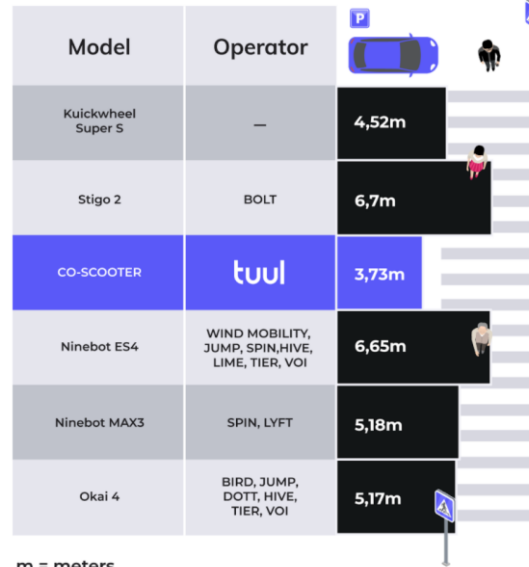 Model
Operator
P
Kuickwheel
Super S
—
4,52m
Stigo 2
BOLT
6,7m
CO-SCOOTER
tuul
3,73m
Ninebot ES4
WIND MOBILITY,
JUMP, SPIN,HIVE,
LIME, TIER, VOI
6,65m
Ninebot MAX3
SPIN, LYFT
5,18m
Okai 4
BIRD, JUMP,
DOTT, HIVE,
TIER, VOI
5,17m
m = meters